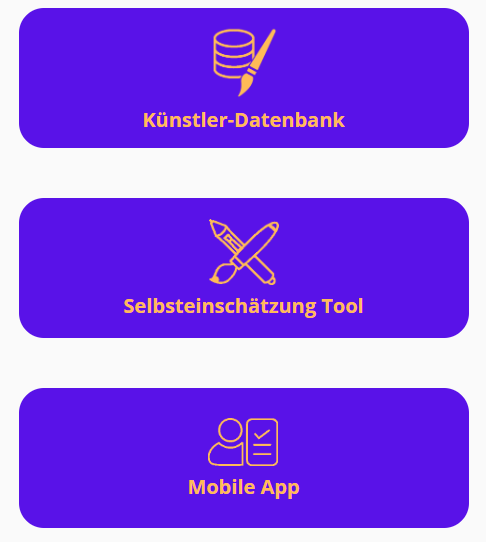 Künstler-Datenbank
Selbsteinschätzung Tool
Mobile App